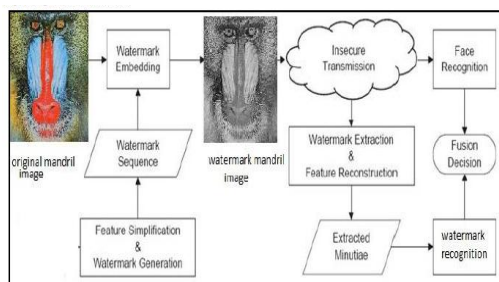 Watermark
Embedding
Insecure
Transmission
Face
Recognition
original mandril
image
Watermark
Sequence
watermark mandril
image
Watermark Extraction
&
Feature Reconstruction
Fusion
Decision
Feature Simplification
&
Watermark Generation
Extracted
Minutiae
watermark
recognition